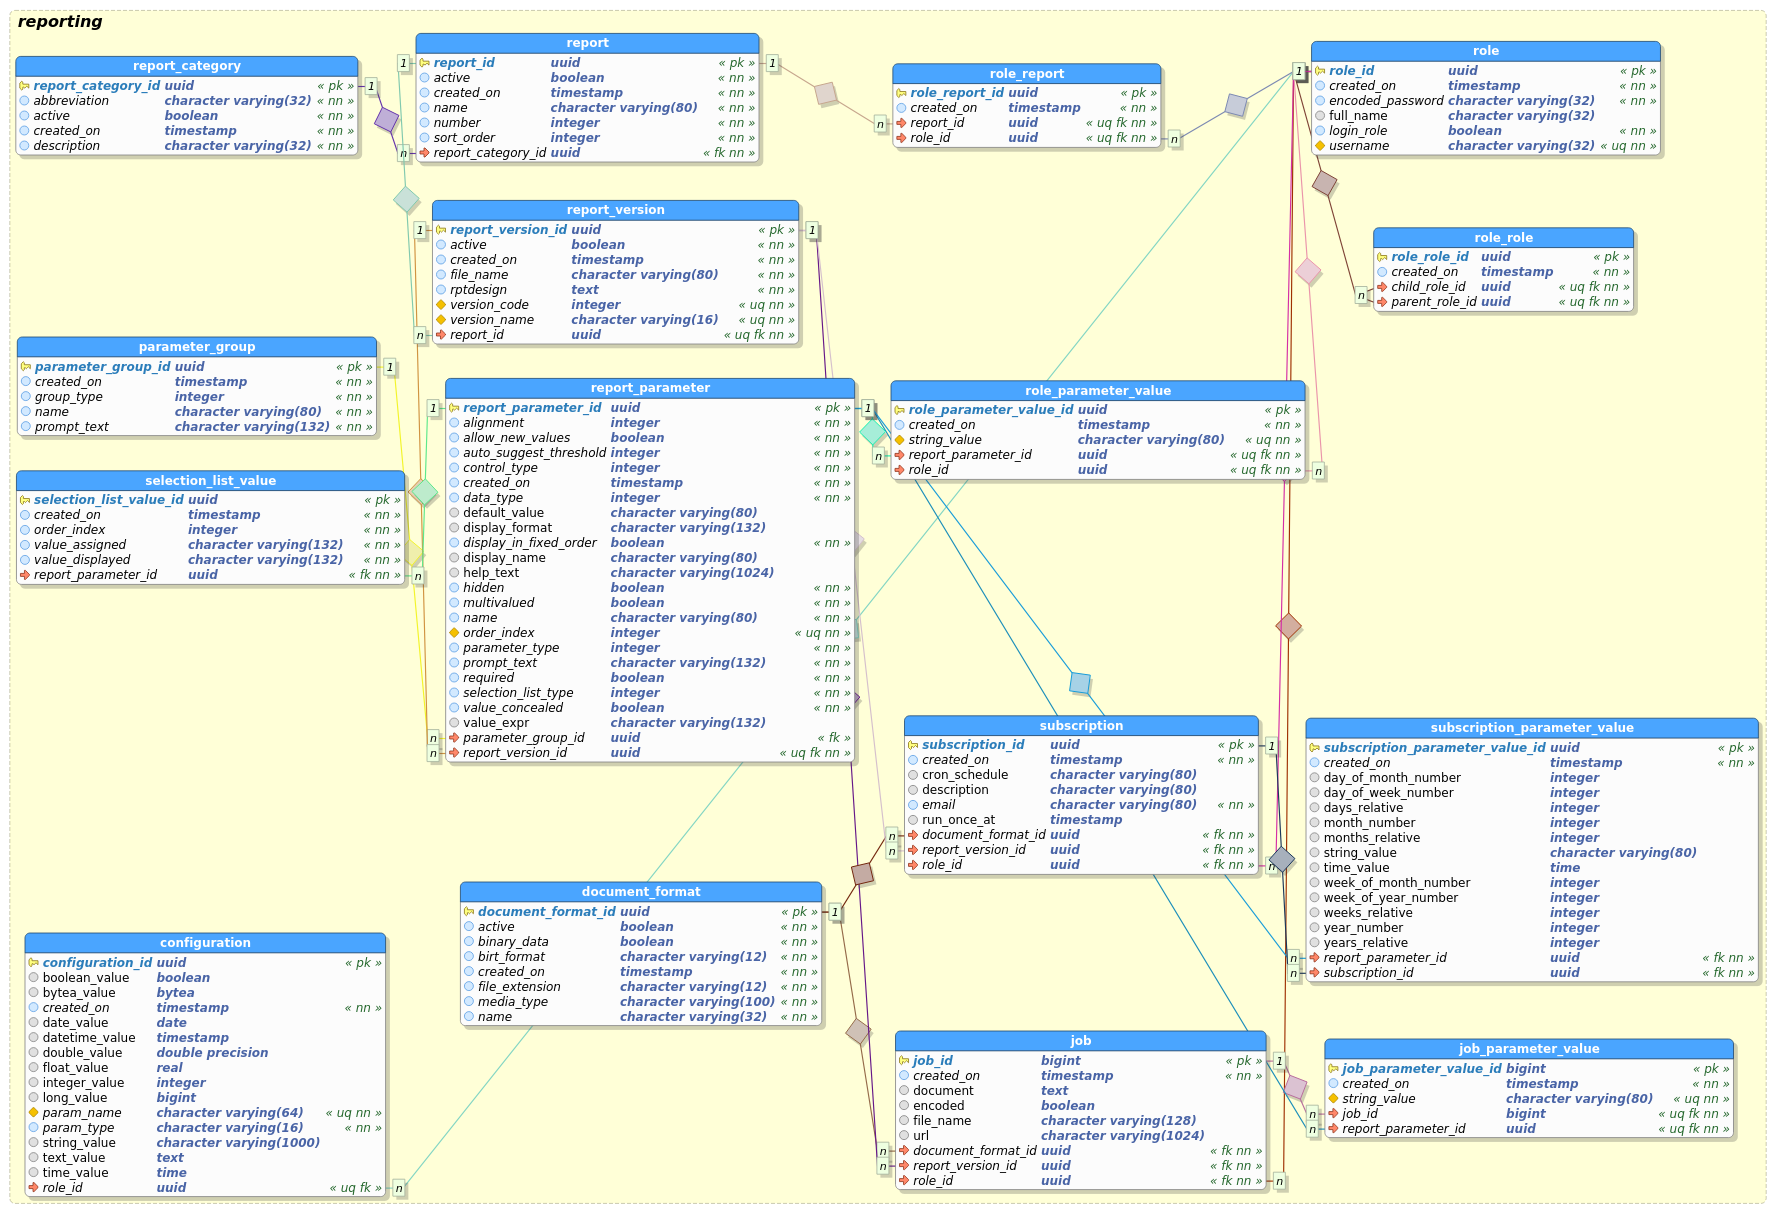 reporting
report_category
report_category_id uuid « pk »
abbreviation character varying(32) « nn »
active boolean « nn »
created_on timestamp « nn »
description character varying(32) « nn »
1
n
report
1
report_id uuid « pk »
active boolean « nn »
created_on timestamp « nn »
name character varying(80) « nn »
number integer « nn »
sort_order integer « nn »
report_category_id uuid « fk nn »
1
role_report
role_report_id uuid « pk »
created_on timestamp « nn »
report_id uuid « uq fk nn »
role_id uuid « uq fk nn »
n
n
role
1
role_id uuid « pk »
created_on timestamp « nn »
encoded_password character varying(32) « nn »
full_name character varying(32)
login_role boolean « nn »
username character varying(32) « uq nn »
role_role
role_role_id uuid « pk »
created_on timestamp « nn »
child_role_id uuid « uq fk nn »
parent_role_id uuid « uq fk nn »
n
report_version
1
report_version_id uuid « pk »
active boolean « nn »
created_on timestamp « nn »
file_name character varying(80) « nn »
rptdesign text « nn »
version_code integer « uq nn »
version_name character varying(16) « uq nn »
report_id uuid « uq fk nn »
1
n
parameter_group
parameter_group_id uuid « pk »
created_on timestamp « nn »
group_type integer « nn »
name character varying(80) « nn »
prompt_text character varying(132) « nn »
1
selection_list_value
selection_list_value_id uuid « pk »
created_on timestamp « nn »
order_index integer « nn »
value_assigned character varying(132) « nn »
value_displayed character varying(132) « nn »
report_parameter_id uuid « fk nn »
n
report_parameter
1
report_parameter_id uuid « pk »
alignment integer « nn »
allow_new_values boolean « nn »
auto_suggest_threshold integer « nn »
control_type integer « nn »
created_on timestamp « nn »
data_type integer « nn »
default_value character varying(80)
display_format character varying(132)
display_in_fixed_order boolean « nn »
display_name character varying(80)
help_text character varying(1024)
hidden boolean « nn »
multivalued boolean « nn »
name character varying(80) « nn »
order_index integer « uq nn »
parameter_type integer « nn »
prompt_text character varying(132) « nn »
required boolean « nn »
selection_list_type integer « nn »
value_concealed boolean « nn »
value_expr character varying(132)
parameter_group_id uuid « fk »
report_version_id uuid « uq fk nn »
1
n
n
role_parameter_value
role_parameter_value_id uuid « pk »
created_on timestamp « nn »
string_value character varying(80) « uq nn »
report_parameter_id uuid « uq fk nn »
role_id uuid « uq fk nn »
n
n
subscription
subscription_id uuid « pk »
created_on timestamp « nn »
cron_schedule character varying(80)
description character varying(80)
email character varying(80) « nn »
run_once_at timestamp
document_format_id uuid « fk nn »
report_version_id uuid « fk nn »
role_id uuid « fk nn »
1
n
n
n
subscription_parameter_value
subscription_parameter_value_id uuid « pk »
created_on timestamp « nn »
day_of_month_number integer
day_of_week_number integer
days_relative integer
month_number integer
months_relative integer
string_value character varying(80)
time_value time
week_of_month_number integer
week_of_year_number integer
weeks_relative integer
year_number integer
years_relative integer
report_parameter_id uuid « fk nn »
subscription_id uuid « fk nn »
n
n
document_format
document_format_id uuid « pk »
active boolean « nn »
binary_data boolean « nn »
birt_format character varying(12) « nn »
created_on timestamp « nn »
file_extension character varying(12) « nn »
media_type character varying(100) « nn »
name character varying(32) « nn »
1
configuration
configuration_id uuid « pk »
boolean_value boolean
bytea_value bytea
created_on timestamp « nn »
date_value date
datetime_value timestamp
double_value double precision
float_value real
integer_value integer
long_value bigint
param_name character varying(64) « uq nn »
param_type character varying(16) « nn »
string_value character varying(1000)
text_value text
time_value time
role_id uuid « uq fk »
n
job
job_id bigint « pk »
created_on timestamp « nn »
document text
encoded boolean
file_name character varying(128)
url character varying(1024)
document_format_id uuid « fk nn »
report_version_id uuid « fk nn »
role_id uuid « fk nn »
1
n
n
n
job_parameter_value
job_parameter_value_id bigint « pk »
created_on timestamp « nn »
string_value character varying(80) « uq nn »
job_id bigint « uq fk nn »
report_parameter_id uuid « uq fk nn »
n
n